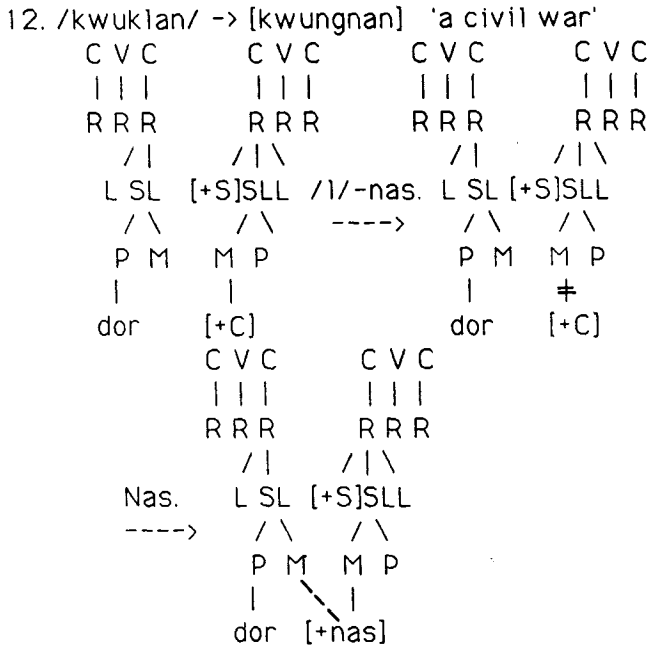 12. /kwuklan/ -> [kwungnan] 'a civil war'
C V C C V C C V C C V C
| | | | | | | | | | | |
R R R R R R R R R R R R
/ | / | \ / | / | \
L SL [+S]SLL /l/-nas. L SL [+S]SLL
/ \ / \ ----> / \ / \
P M M P P M M P
| | | ǂ
dor [+C] dor [+C]
C V C C V C
| | | | | |
R R R R R R
/ | / | \
Nas. L SL [+S]SLL
----> / \ / \
P M M P
| \ |
dor [+nas]